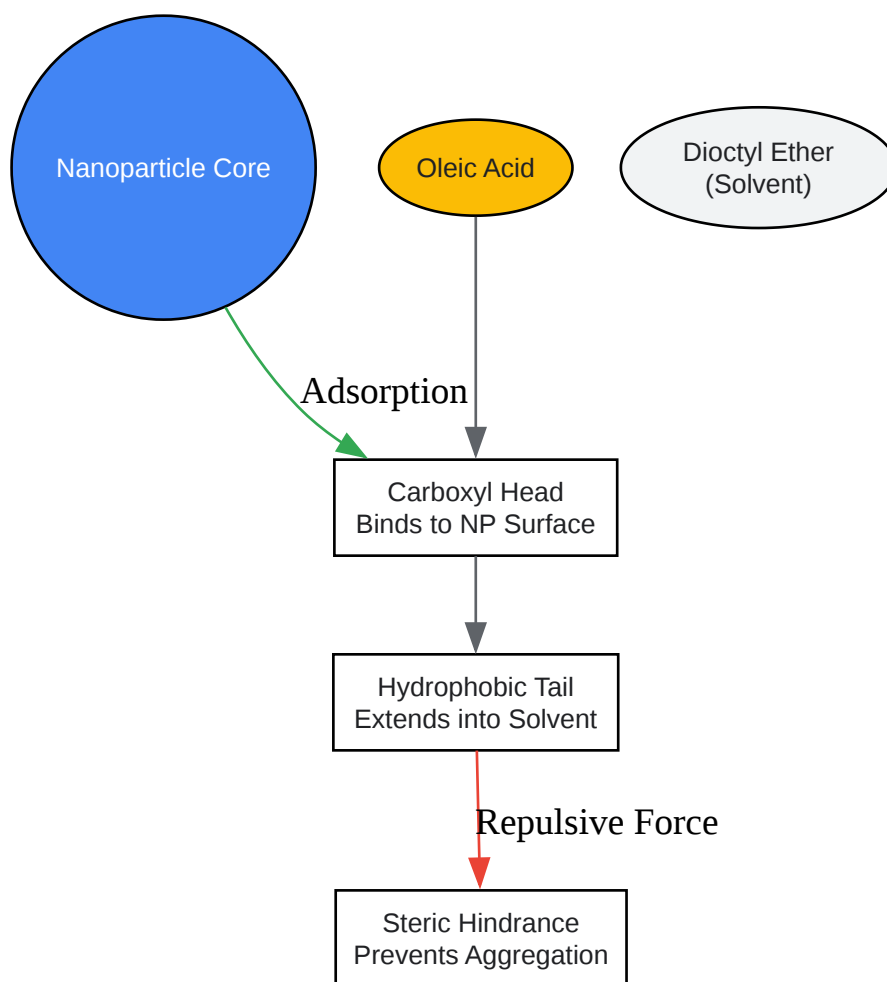 Nanoparticle Core
Oleic Acid
Dioctyl Ether
(Solvent)
Adsorption
Carboxyl Head
Binds to NP Surface
Hydrophobic Tail
Extends into Solvent
Repulsive Force
Steric Hindrance
Prevents Aggregation